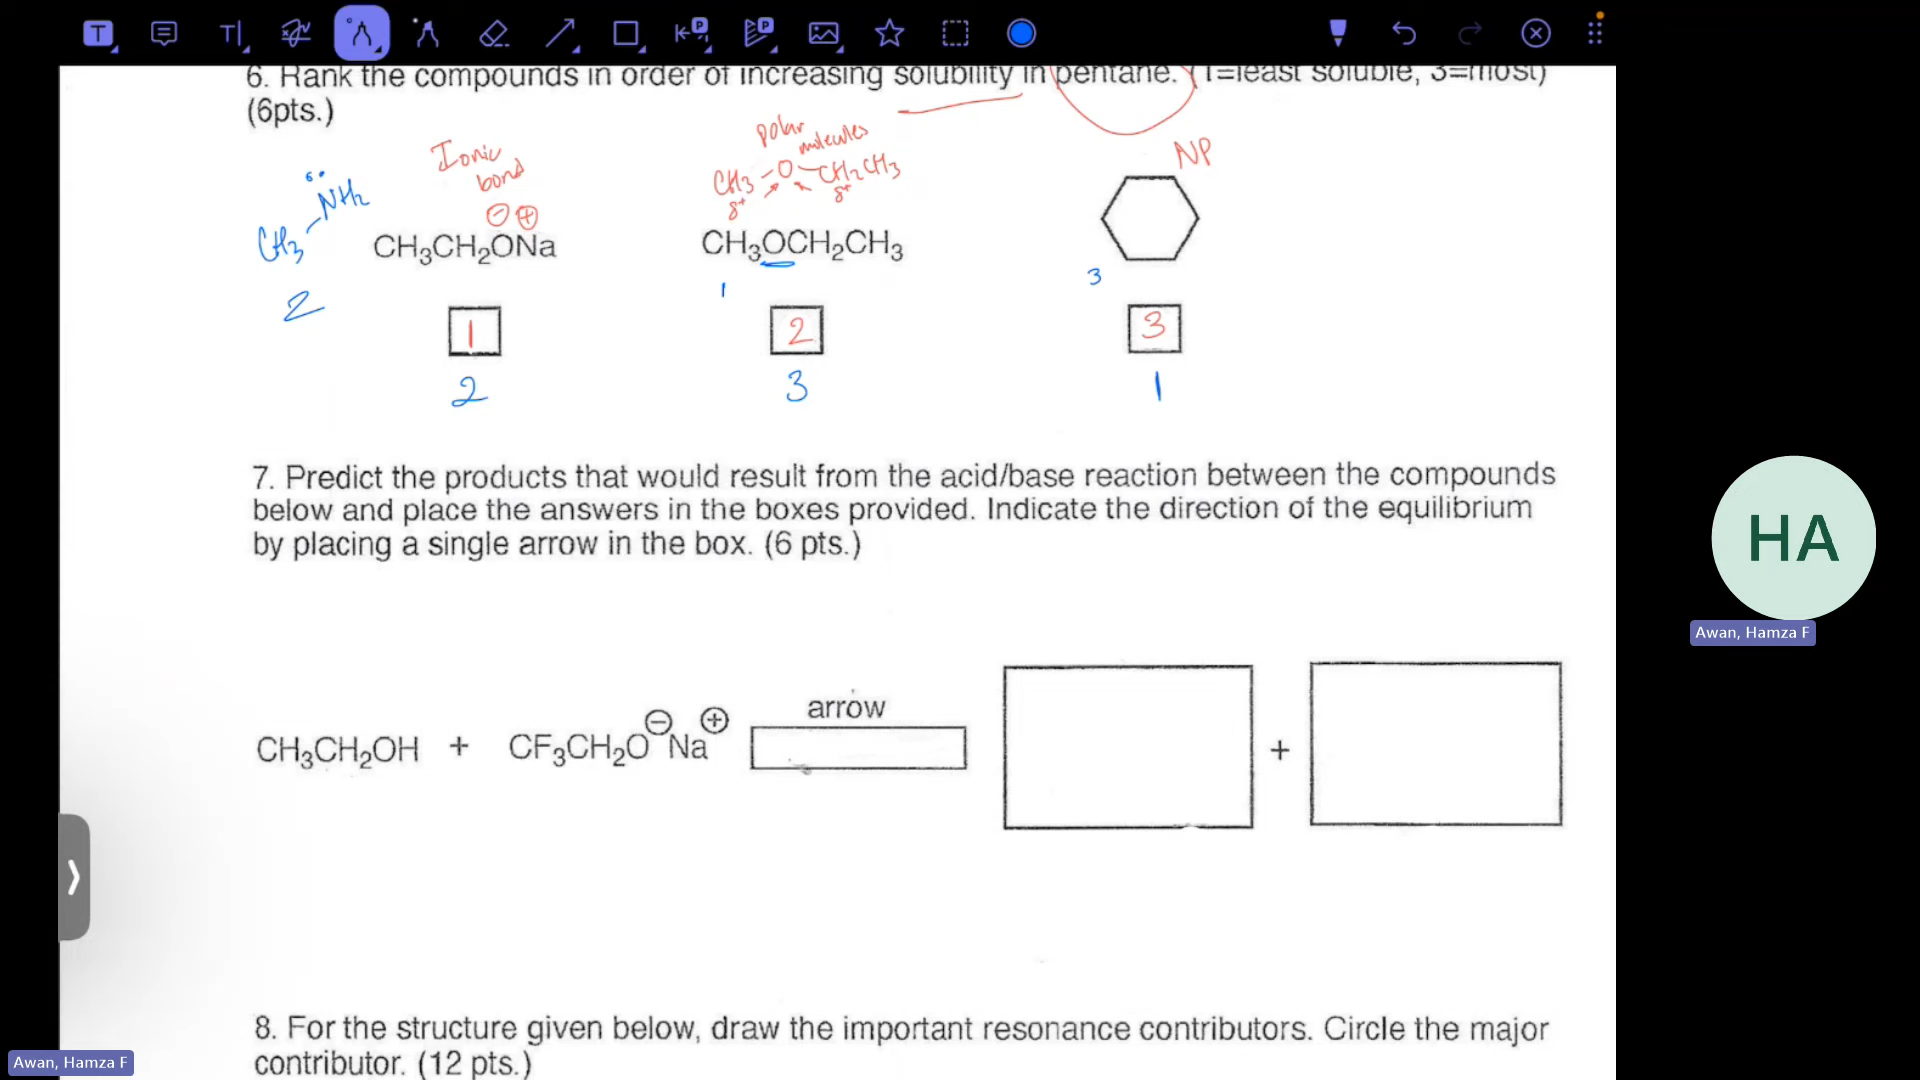 6. Rank the compounds in order of increasing solubility in pentane. (1=least soluble, 3=most)
(6pts.)
Ionic
bond
⊖ ⊕
polar
molecules
CH3-O-CH2CH3
δ+ δ+
NP
CH3 NH2
2
CH₃CH₂ONa
CH₃OCH₂CH₃
1
3
1
2
3
2
3
1
7. Predict the products that would result from the acid/base reaction between the compounds
below and place the answers in the boxes provided. Indicate the direction of the equilibrium
by placing a single arrow in the box. (6 pts.)
arrow
CH₃CH₂OH + CF₃CH₂O⊖Na⊕ +
8. For the structure given below, draw the important resonance contributors. Circle the major
contributor. (12 pts.)
HA
Awan, Hamza F
Awan, Hamza F